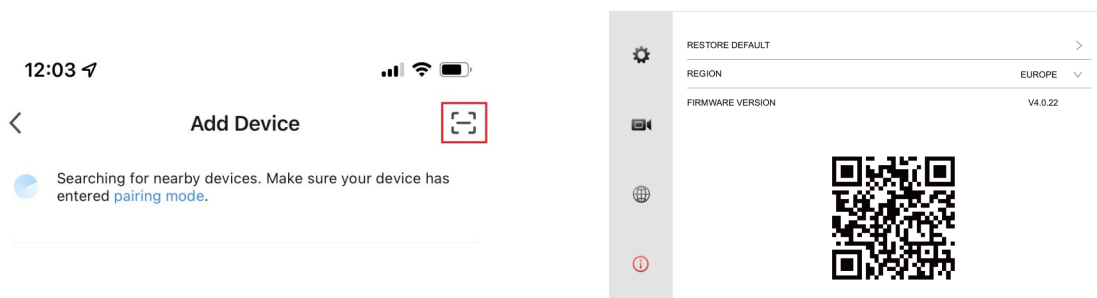 12:03
Add Device
Searching for nearby devices. Make sure your device has
entered pairing mode.
RESTORE DEFAULT
REGION EUROPE
FIRMWARE VERSION V4.0.22